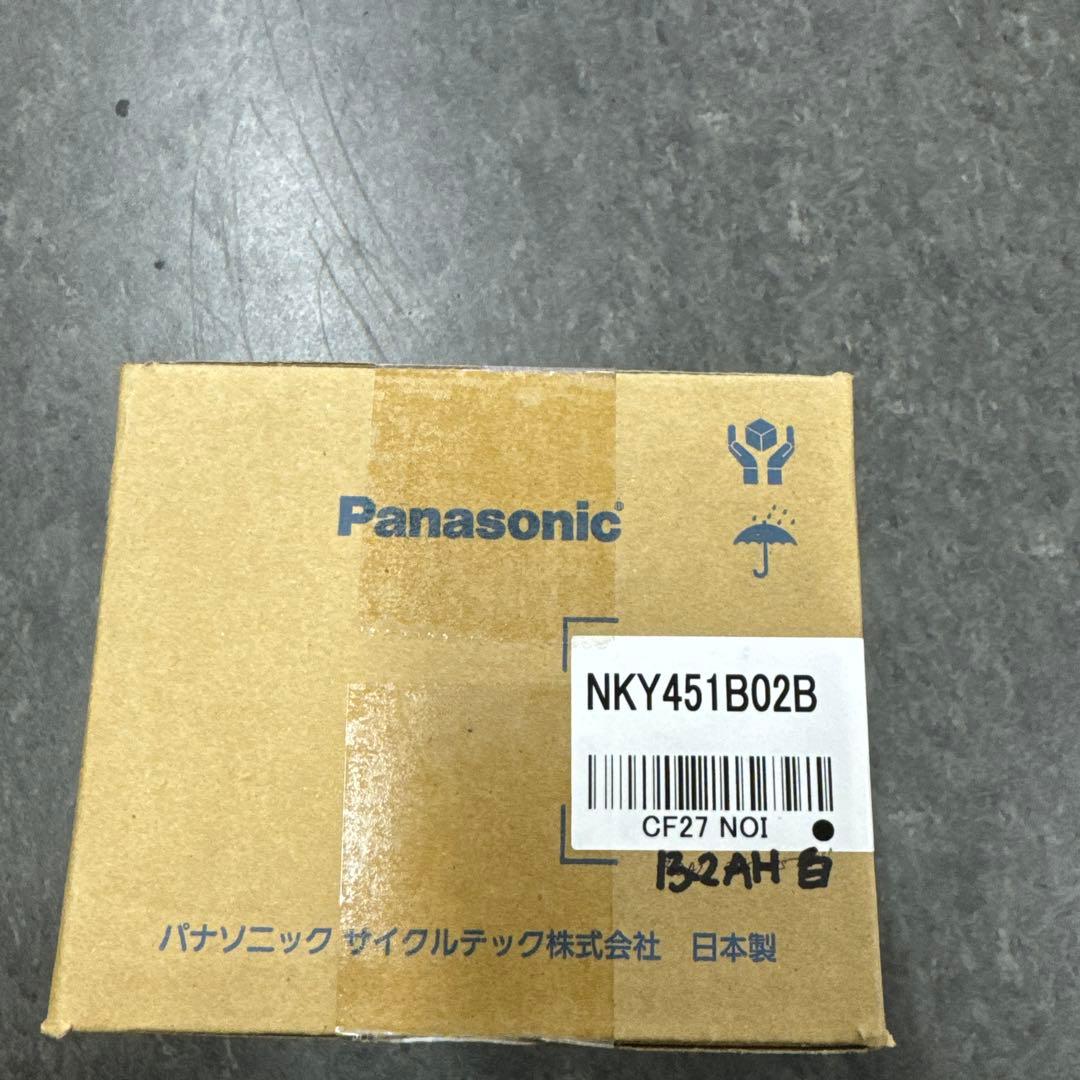 Panasonic®
NKY451B02B
CF27 NOI
13.2AH 白
パナソニック サイクルテック株式会社 日本製